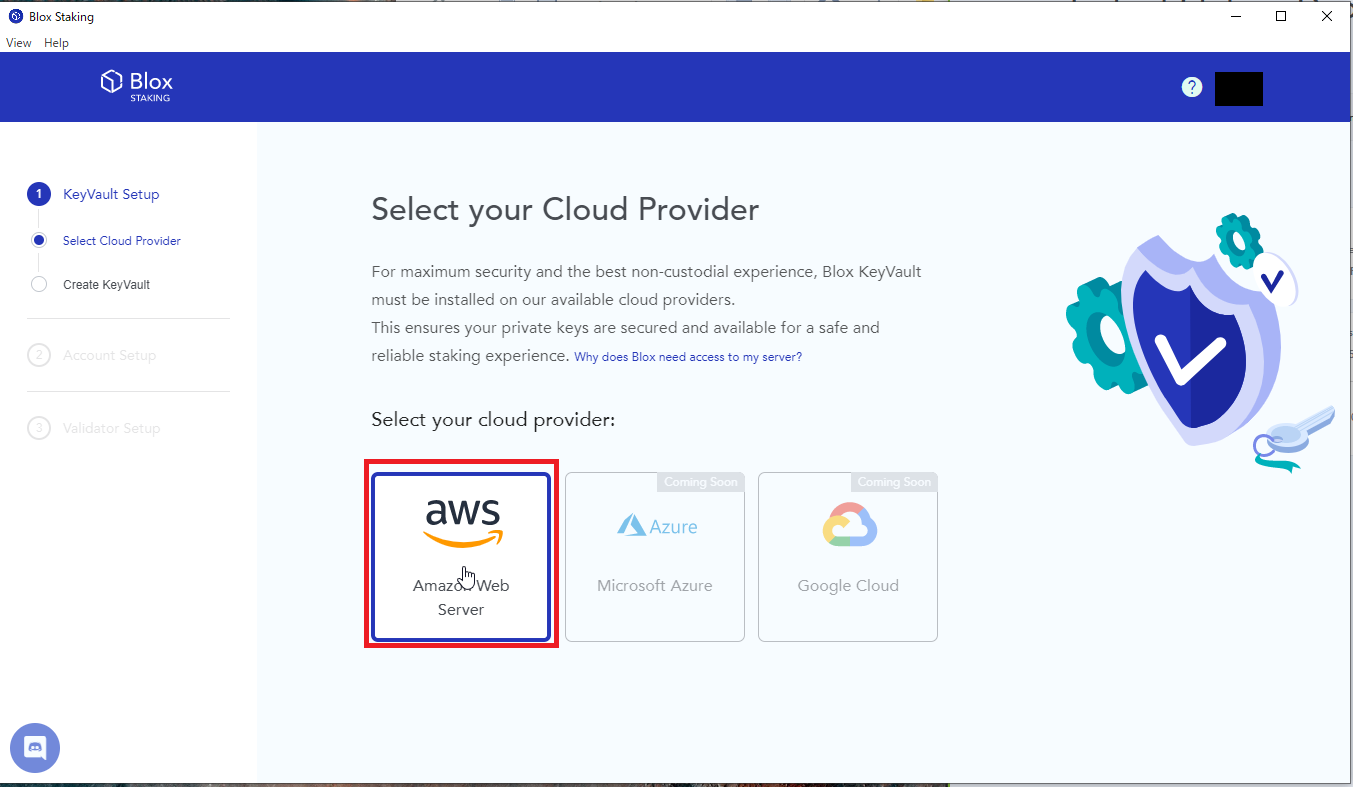 Blox Staking
View Help
Blox
STAKING
?
1 KeyVault Setup
Select Cloud Provider
Create KeyVault
2 Account Setup
3 Validator Setup
Select your Cloud Provider
For maximum security and the best non-custodial experience, Blox KeyVault
must be installed on our available cloud providers.
This ensures your private keys are secured and available for a safe and
reliable staking experience. Why does Blox need access to my server?
Select your cloud provider:
aws
Amazon Web
Server
Coming Soon
Azure
Microsoft Azure
Coming Soon
Google Cloud